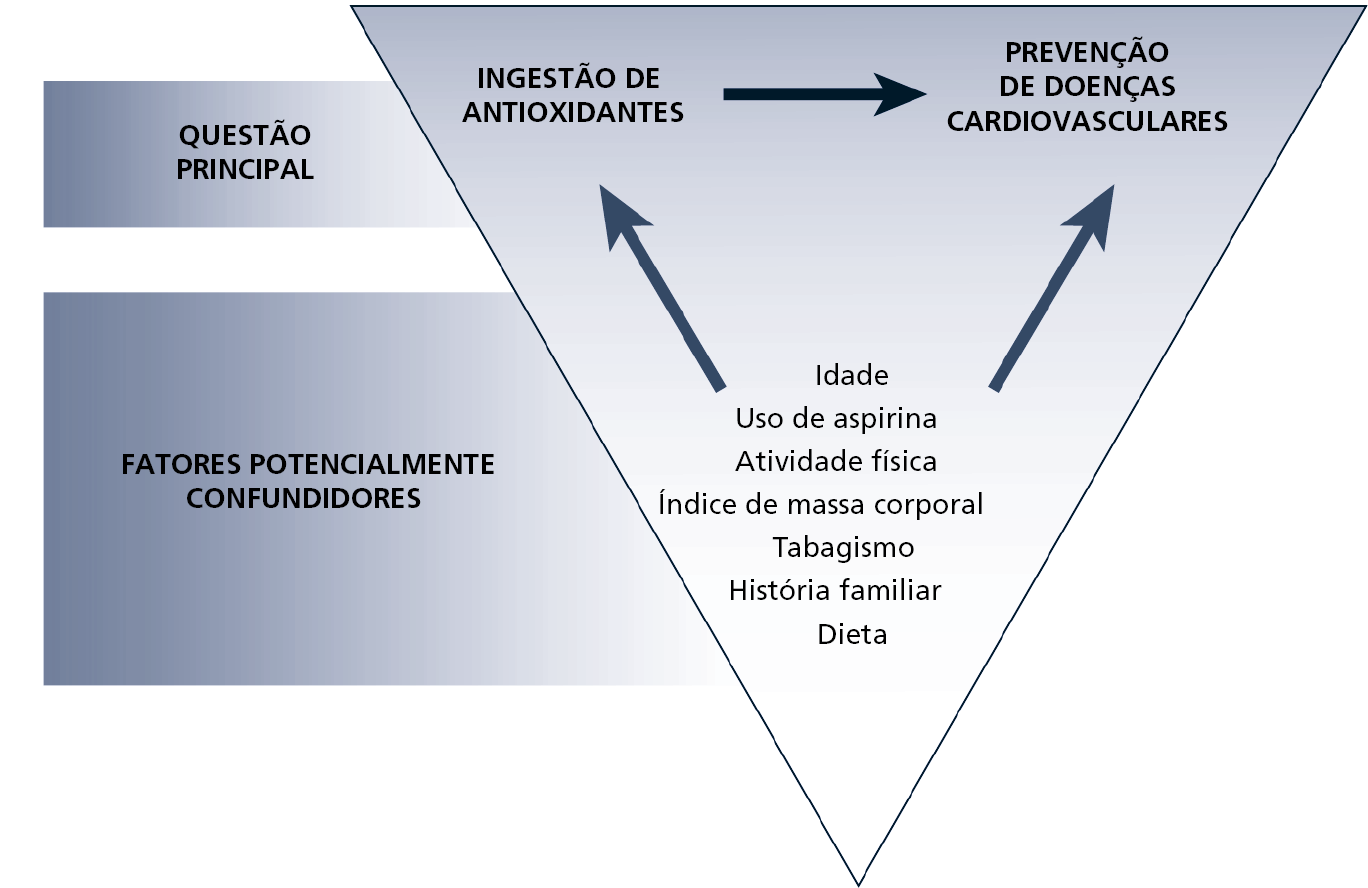 QUESTÃO
PRINCIPAL
INGESTÃO DE
ANTIOXIDANTES
PREVENÇÃO
DE DOENÇAS
CARDIOVASCULARES
FATORES POTENCIALMENTE
CONFUNDIDORES
Idade
Uso de aspirina
Atividade física
Índice de massa corporal
Tabagismo
História familiar
Dieta